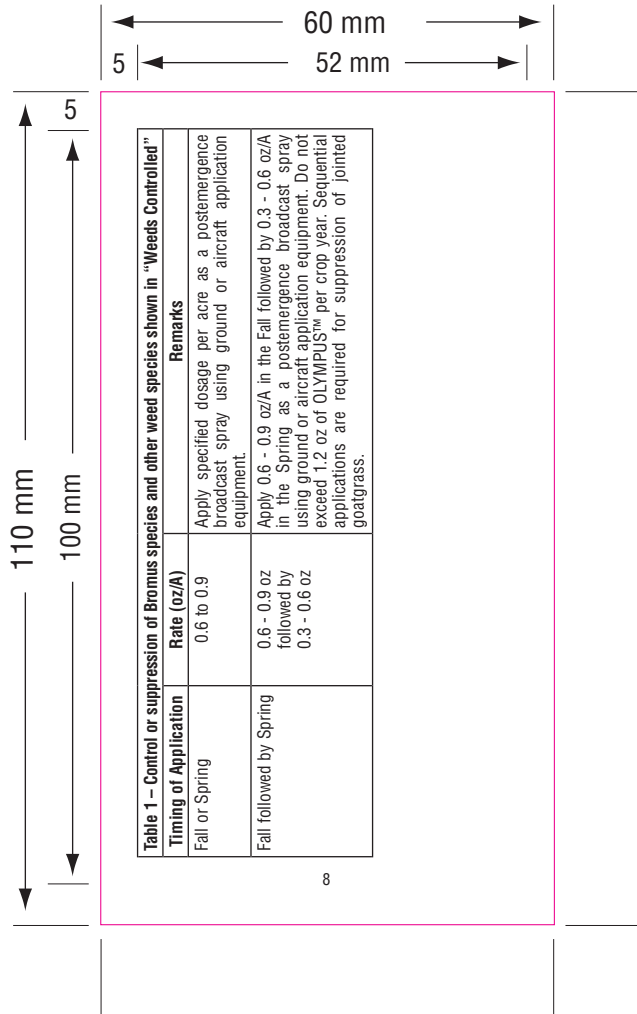 60 mm
5 52 mm
5
110 mm
100 mm
Table 1 – Control or suppression of Bromus species and other weed species shown in “Weeds Controlled”
Timing of Application Rate (oz/A) Remarks
Fall or Spring 0.6 to 0.9 Apply specified dosage per acre as a postemergence
broadcast spray using ground or aircraft application
equipment.
Fall followed by Spring 0.6 - 0.9 oz Apply 0.6 - 0.9 oz/A in the Fall followed by 0.3 - 0.6 oz/A
followed by in the Spring as a postemergence broadcast spray
0.3 - 0.6 oz using ground or aircraft application equipment. Do not
exceed 1.2 oz of OLYMPUS™ per crop year. Sequential
applications are required for suppression of jointed
goatgrass.
8